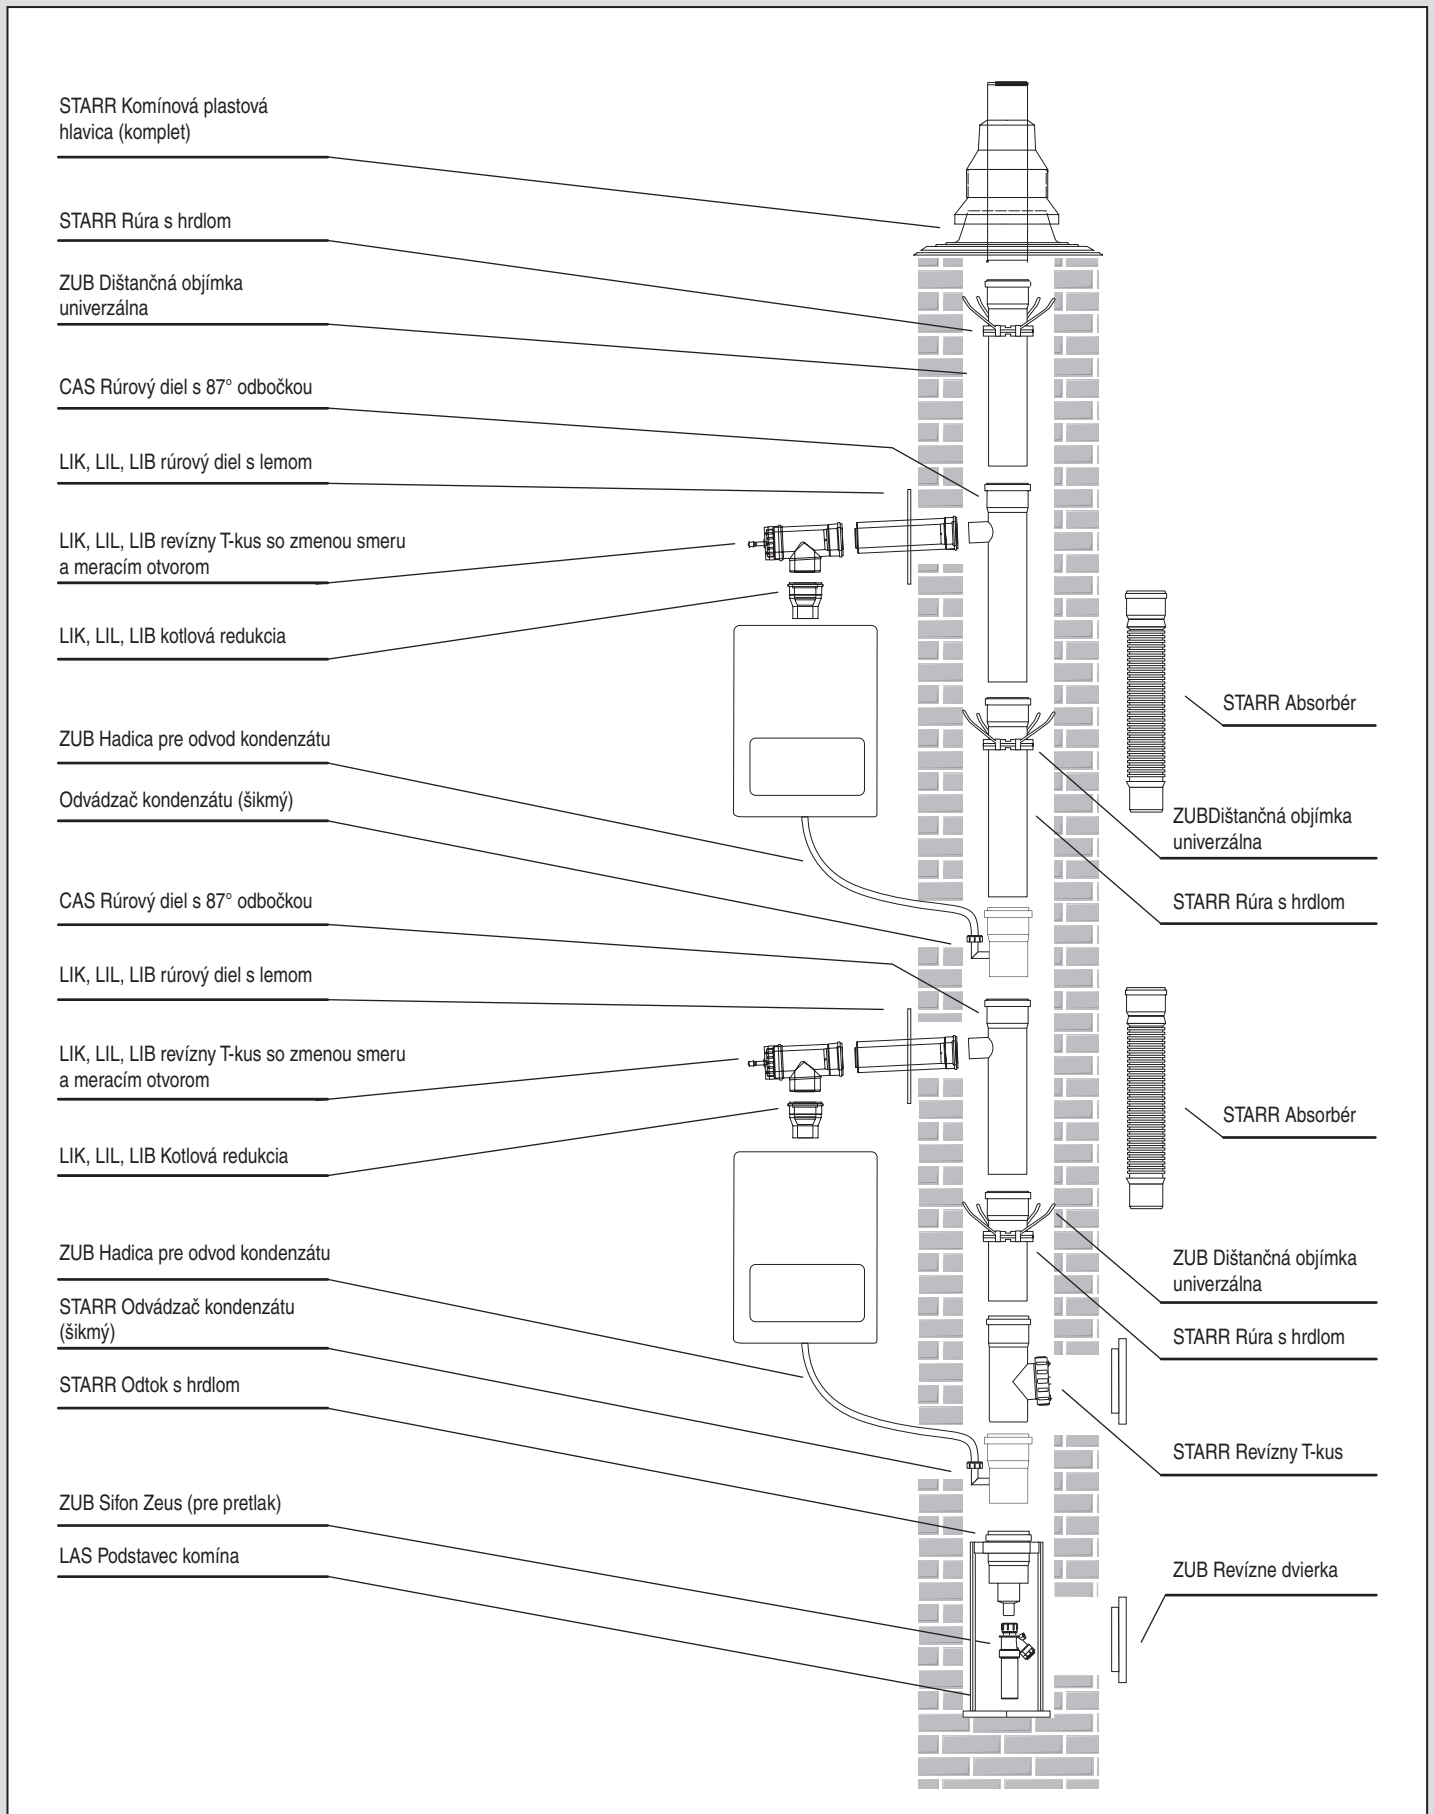 STARR Komínová plastová
hlavica (komplet)
STARR Rúra s hrdlom
ZUB Dištančná objímka
univerzálna
CAS Rúrový diel s 87° odbočkou
LIK, LIL, LIB rúrový diel s lemom
LIK, LIL, LIB revízny T-kus so zmenou smeru
a meracím otvorom
LIK, LIL, LIB kotlová redukcia
ZUB Hadica pre odvod kondenzátu
Odvádzač kondenzátu (šikmý)
CAS Rúrový diel s 87° odbočkou
LIK, LIL, LIB rúrový diel s lemom
LIK, LIL, LIB revízny T-kus so zmenou smeru
a meracím otvorom
LIK, LIL, LIB Kotlová redukcia
ZUB Hadica pre odvod kondenzátu
STARR Odvádzač kondenzátu
(šikmý)
STARR Odtok s hrdlom
ZUB Sifon Zeus (pre pretlak)
LAS Podstavec komína
STARR Absorbér
ZUBDištančná objímka
univerzálna
STARR Rúra s hrdlom
STARR Absorbér
ZUB Dištančná objímka
univerzálna
STARR Rúra s hrdlom
STARR Revízny T-kus
ZUB Revízne dvierka